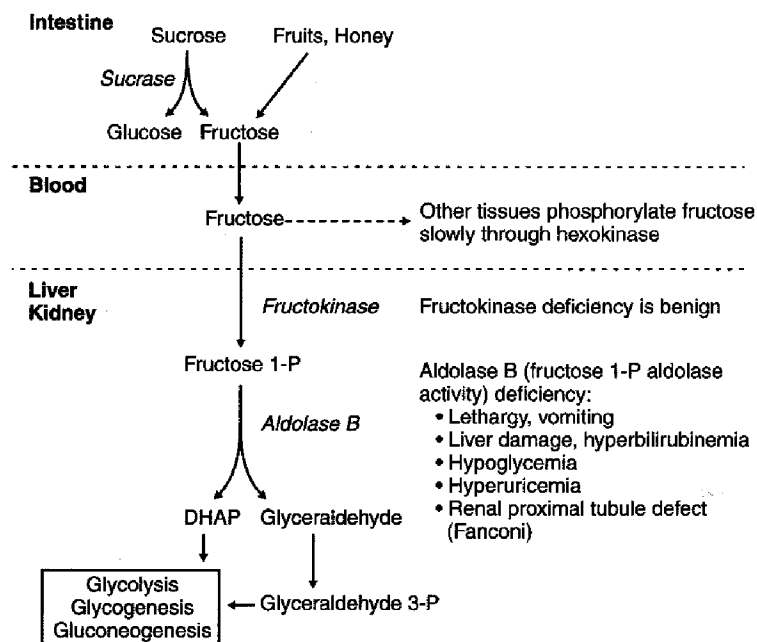 Intestine
Sucrose
Fruits, Honey
Sucrase
Glucose Fructose
Blood
Fructose
Other tissues phosphorylate fructose
slowly through hexokinase
Liver
Kidney
Fructokinase
Fructokinase deficiency is benign
Fructose 1-P
Aldolase B (fructose 1-P aldolase
activity) deficiency:
• Lethargy, vomiting
• Liver damage, hyperbilirubinemia
• Hypoglycemia
• Hyperuricemia
• Renal proximal tubule defect
(Fanconi)
Aldolase B
DHAP Glyceraldehyde
Glyceraldehyde 3-P
Glycolysis
Glycogenesis
Gluconeogenesis